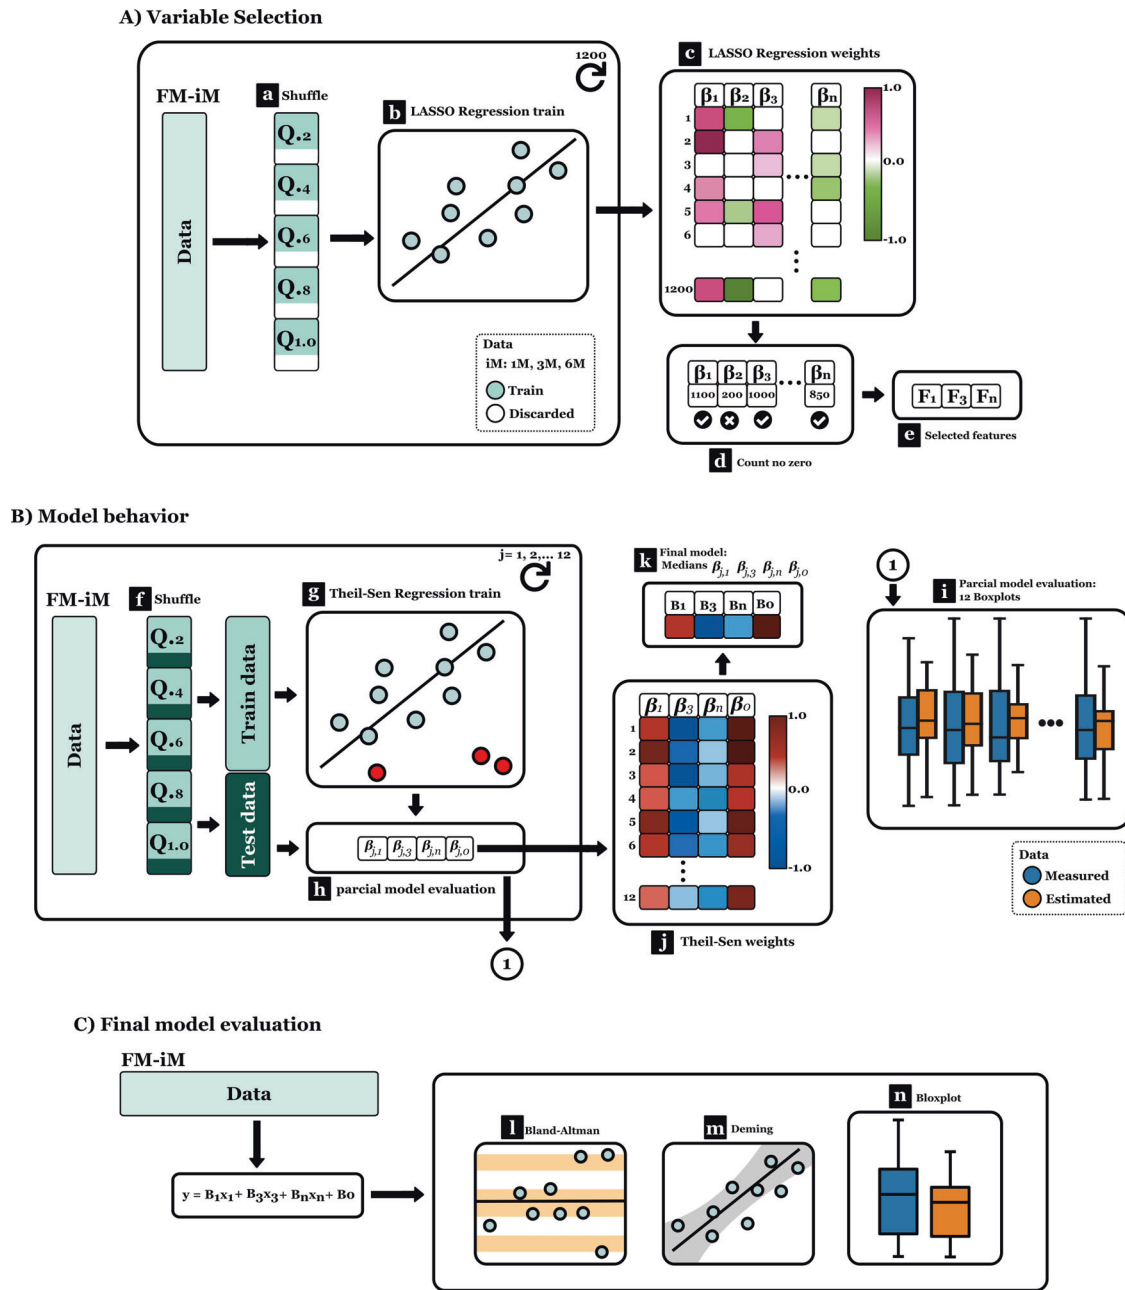 A) Variable Selection
1200
FM-iM
a Shuffle
b LASSO Regression train
Data
Q.2
Q.4
Q.6
Q.8
Q1.0
Data
iM: 1M, 3M, 6M
Train
Discarded
c LASSO Regression weights
β1 β2 β3 βn
1
2
3
4
5
6
1200
1.0
0.0
-1.0
β1 β2 β3 βn
1100 200 1000 850
d Count no zero
F1 F3 Fn
e Selected features
B) Model behavior
j= 1, 2,... 12
FM-iM
f Shuffle
g Theil-Sen Regression train
Data
Q.2
Q.4
Q.6
Q.8
Q1.0
Train data
Test data
βj,1 βj,3 βj,n βj,0
h parcial model evaluation
1
k Final model:
Medians βj,1 βj,3 βj,n βj,0
B1 B3 Bn B0
β1 β3 βn β0
1
2
3
4
5
6
12
1.0
0.0
-1.0
j Theil-Sen weights
1
i Parcial model evaluation:
12 Boxplots
Data
Measured
Estimated
C) Final model evaluation
FM-iM
Data
y = B1x1+ B3x3+ Bnxn+ B0
l Bland-Altman
m Deming
n Bloxplot